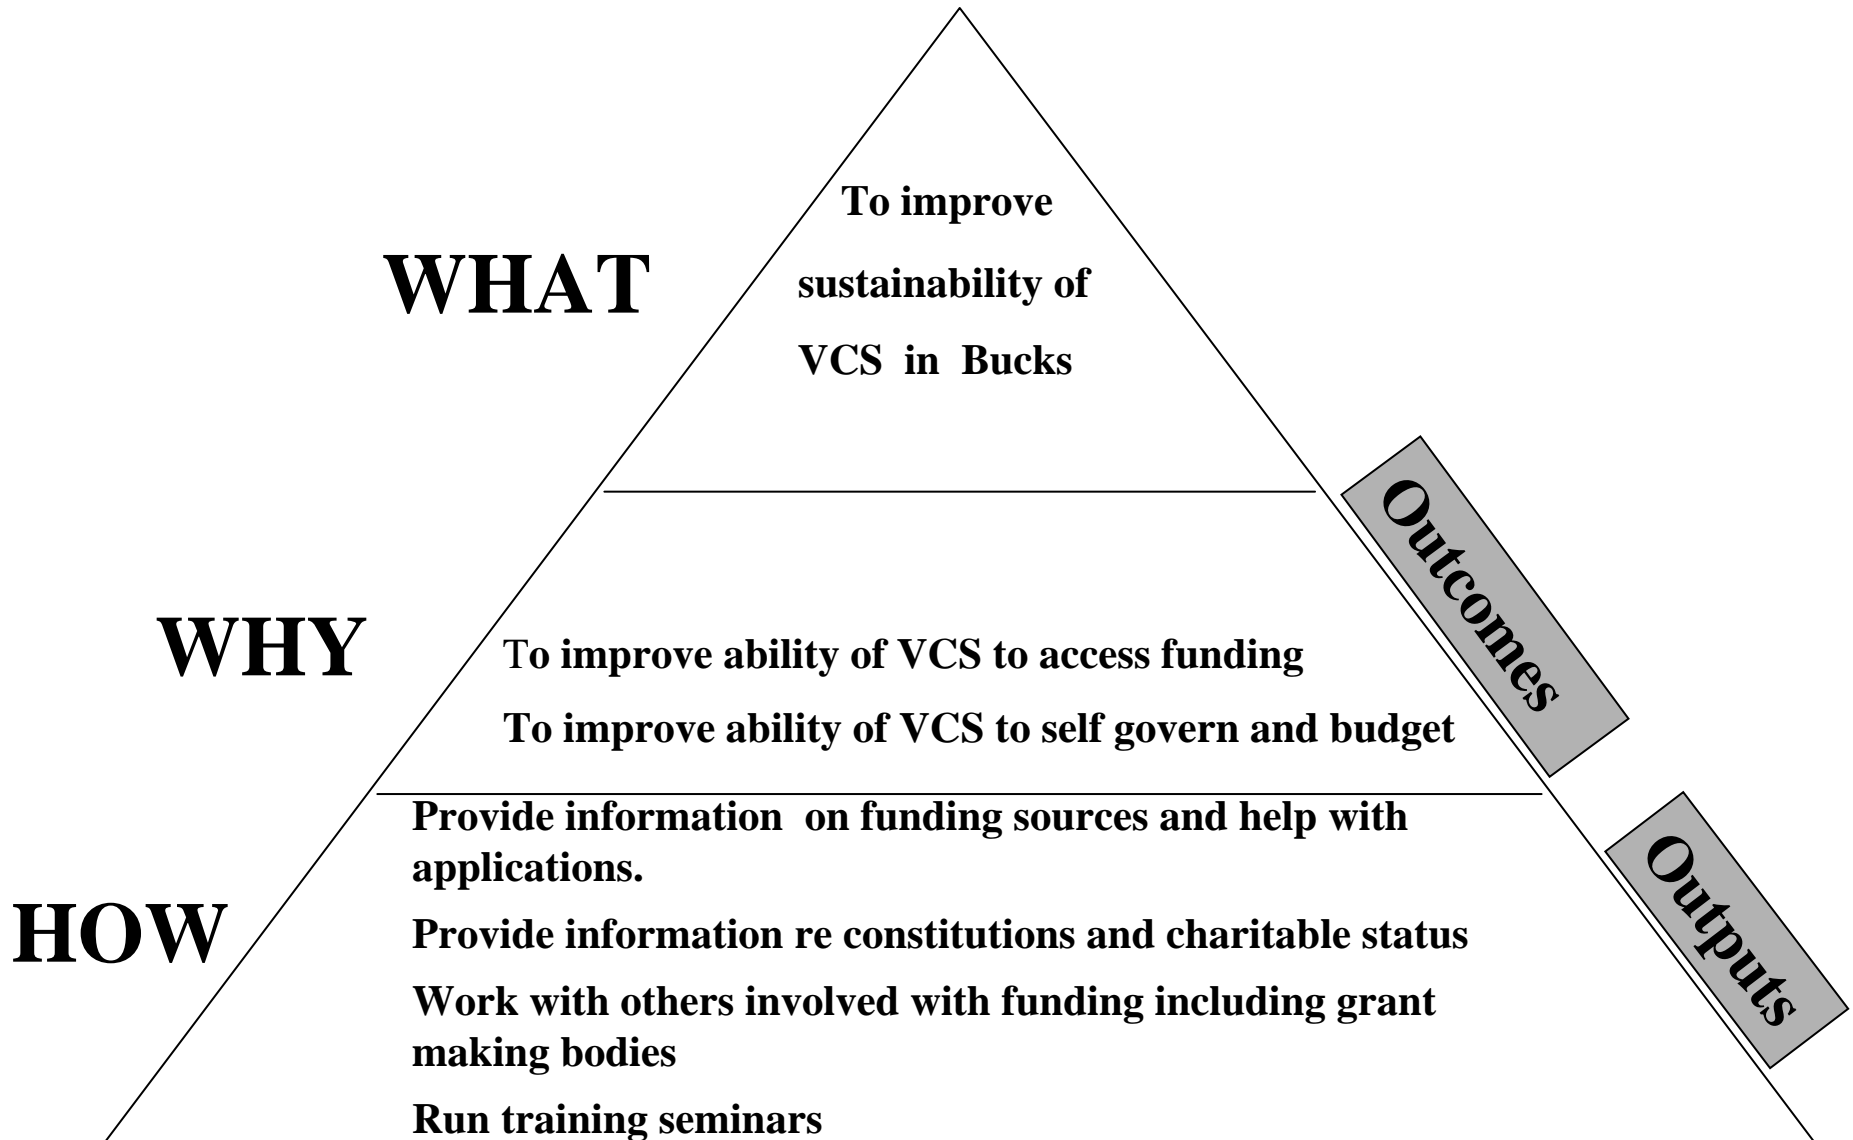 To improve
sustainability of
VCS in Bucks
WHAT
Outcomes
WHY
To improve ability of VCS to access funding
To improve ability of VCS to self govern and budget
Provide information on funding sources and help with
applications.
HOW
Provide information re constitutions and charitable status
Work with others involved with funding including grant
making bodies
Run training seminars
Outputs